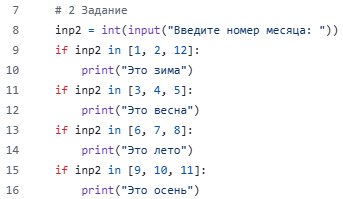 7 # 2 Задание
8 inp2 = int(input("Введите номер месяца: "))
9 if inp2 in [1, 2, 12]:
10 print("Это зима")
11 if inp2 in [3, 4, 5]:
12 print("Это весна")
13 if inp2 in [6, 7, 8]:
14 print("Это лето")
15 if inp2 in [9, 10, 11]:
16 print("Это осень")